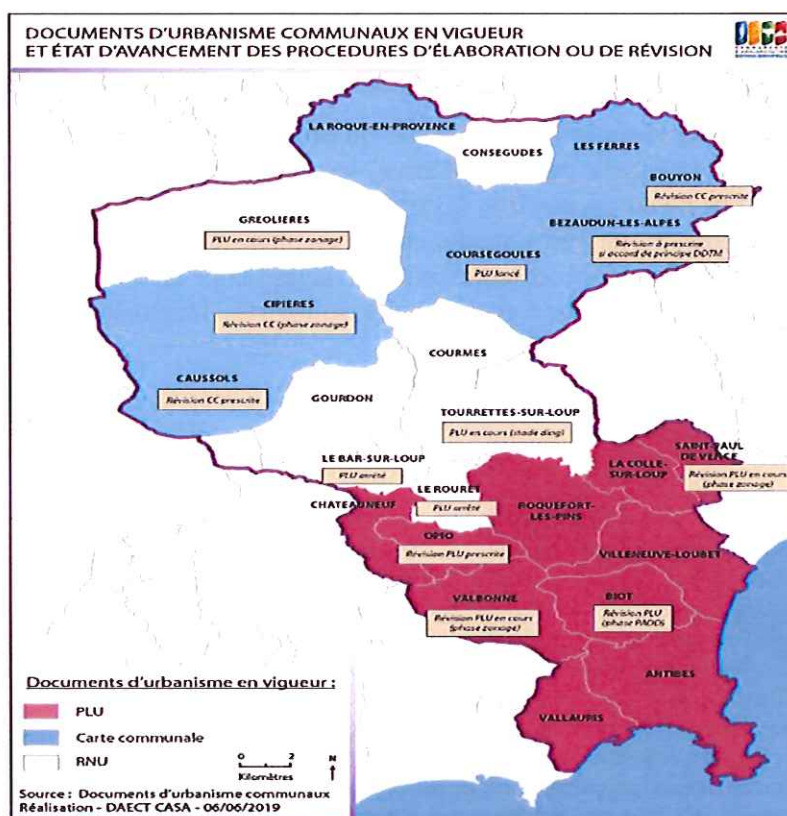 DOCUMENTS D'URBANISME COMMUNAUX EN VIGUEUR
ET ÉTAT D'AVANCEMENT DES PROCEDURES D'ÉLABORATION OU DE RÉVISION
LA ROQUE-EN-PROVENCE
CONSEGUDES
LES FERRES
BOUYON
Révision CC prescrite
GREOLIERES
PLU en cours (phase zonage)
BEZAUDUN-LES-ALPES
Révision à prescrire
si accord de principe DDTM
COURSEGOULES
PLU lancé
CIPIERES
Révision CC (phase zonage)
COURMES
CAUSSOLS
Révision CC prescrite
GOURDON
TOURRETTES-SUR-LOUP
PLU en cours (stade diag)
LE BAR-SUR-LOUP
PLU arrêté
SAINT-PAUL
DE VENCE
Révision PLU en cours
(phase zonage)
LA COLLE-
SUR-LOUP
CHATEAUNEUF
LE ROURET
PLU arrêté
ROQUEFORT-
LES-PINS
OPIO
Révision PLU prescrite
VILLENEUVE-LOUBET
VALBONNE
Révision PLU en cours
(phase zonage)
BIOT
Révision PLU
(phase PADD)
ANTIBES
VALLAURIS
Documents d'urbanisme en vigueur :
PLU
Carte communale
RNU
0 2
Kilomètres
N
Source : Documents d'urbanisme communaux
Réalisation - DAECT CASA - 06/06/2019